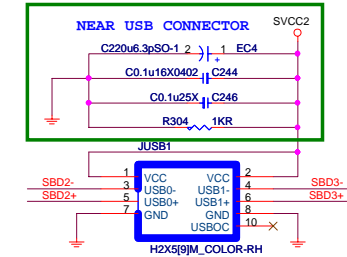 NEAR USB CONNECTOR
SVCC2
C220u6.3pSO-1 2 1 EC4
+
C0.1u16X0402 C244
C0.1u25X C246
R304 1KR
JUSB1
1 VCC VCC 2
SBD2- 3 USB0- USB1- 4 SBD3-
SBD2+ 5 USB0+ USB1+ 6 SBD3+
7 GND GND 8
USBOC 10
H2X5[9]M_COLOR-RH